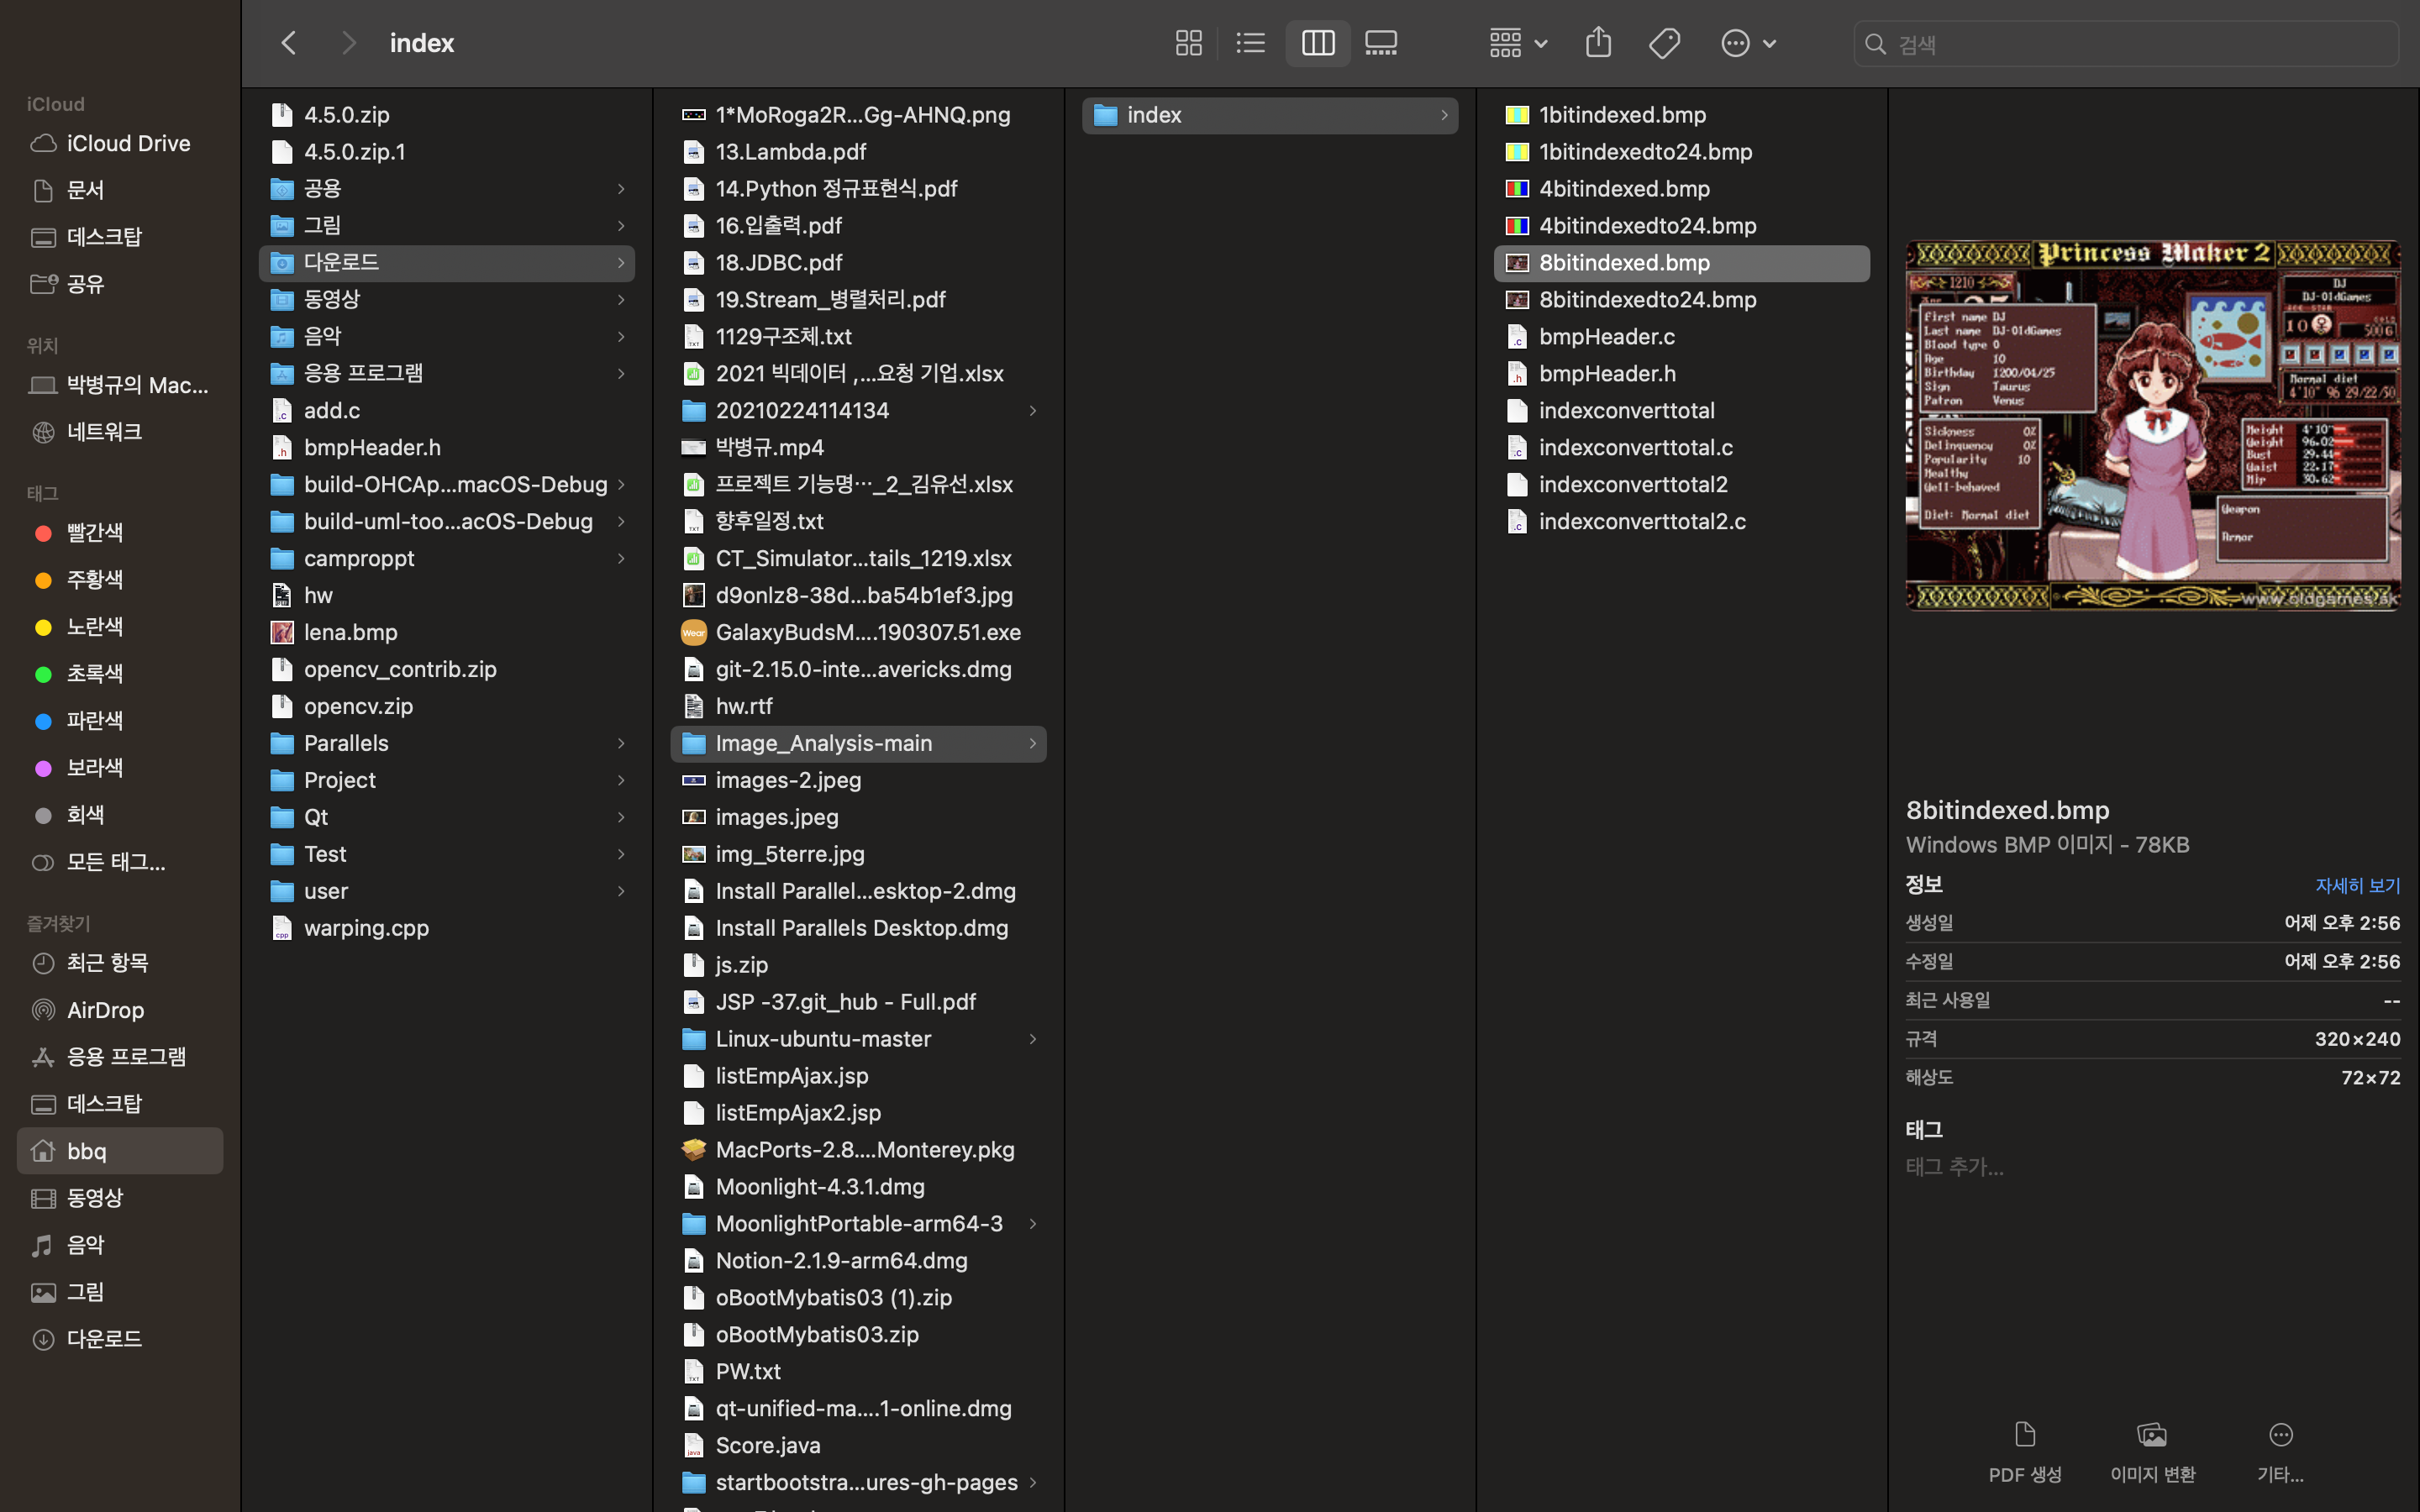 index
검색
iCloud
iCloud Drive
문서
데스크탑
공유
위치
박병규의 Mac...
네트워크
태그
빨간색
주황색
노란색
초록색
파란색
보라색
회색
모든 태그...
즐겨찾기
최근 항목
AirDrop
응용 프로그램
데스크탑
bbq
동영상
음악
그림
다운로드
4.5.0.zip
4.5.0.zip.1
공용
그림
다운로드
동영상
음악
응용 프로그램
add.c
bmpHeader.h
build-OHCAp...macOS-Debug
build-uml-too...acOS-Debug
camproppt
hw
lena.bmp
opencv_contrib.zip
opencv.zip
Parallels
Project
Qt
Test
user
warping.cpp
1*MoRoga2R...Gg-AHNQ.png
13.Lambda.pdf
14.Python 정규표현식.pdf
16.입출력.pdf
18.JDBC.pdf
19.Stream_병렬처리.pdf
1129구조체.txt
2021 빅데이터 ,...요청 기업.xlsx
20210224114134
박병규.mp4
프로젝트 기능명..._2_김유선.xlsx
향후일정.txt
CT_Simulator...tails_1219.xlsx
d9onlz8-38d...ba54b1ef3.jpg
GalaxyBudsM....190307.51.exe
git-2.15.0-inte...avericks.dmg
hw.rtf
Image_Analysis-main
images-2.jpeg
images.jpeg
img_5terre.jpg
Install Parallel...esktop-2.dmg
Install Parallels Desktop.dmg
js.zip
JSP -37.git_hub - Full.pdf
Linux-ubuntu-master
listEmpAjax.jsp
listEmpAjax2.jsp
MacPorts-2.8....Monterey.pkg
Moonlight-4.3.1.dmg
MoonlightPortable-arm64-3
Notion-2.1.9-arm64.dmg
oBootMybatis03 (1).zip
oBootMybatis03.zip
PW.txt
qt-unified-ma....1-online.dmg
Score.java
startbootstra...ures-gh-pages
index
1bitindexed.bmp
1bitindexedto24.bmp
4bitindexed.bmp
4bitindexedto24.bmp
8bitindexed.bmp
8bitindexedto24.bmp
bmpHeader.c
bmpHeader.h
indexconverttotal
indexconverttotal.c
indexconverttotal2
indexconverttotal2.c
Princess Maker 2
1210
DJ
DJ-OldGames
10
500G
First name DJ
Last name DJ-OldGames
Blood type O
Age 10
Birthday 1200/04/25
Sign Taurus
Patron Venus
Normal diet
4'10" 96 29/22/30
Sickness 0%
Delinquency 0%
Popularity 10
Healthy
Well-behaved
Diet: Normal diet
Height 4'10"
Weight 96.02
Bust 29.44
Waist 22.17
Hip 30.62
Weapon
Armor
www.oldgames.sk
8bitindexed.bmp
Windows BMP 이미지 - 78KB
정보
자세히 보기
생성일 어제 오후 2:56
수정일 어제 오후 2:56
최근 사용일 --
규격 320×240
해상도 72×72
태그
태그 추가...
PDF 생성
이미지 변환
기타...